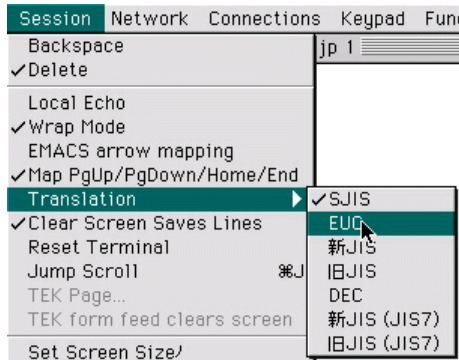 Session Network Connections Keypad Fun
Backspace
jp 1
✓Delete
Local Echo
✓Wrap Mode
EMACS arrow mapping
✓Map PgUp/PgDown/Home/End
Translation
✓SJIS
✓Clear Screen Saves Lines
EUC
Reset Terminal
新JIS
Jump Scroll ⌘J
旧JIS
TEK Page...
DEC
TEK form feed clears screen
新JIS (JIS7)
旧JIS (JIS7)
Set Screen Size